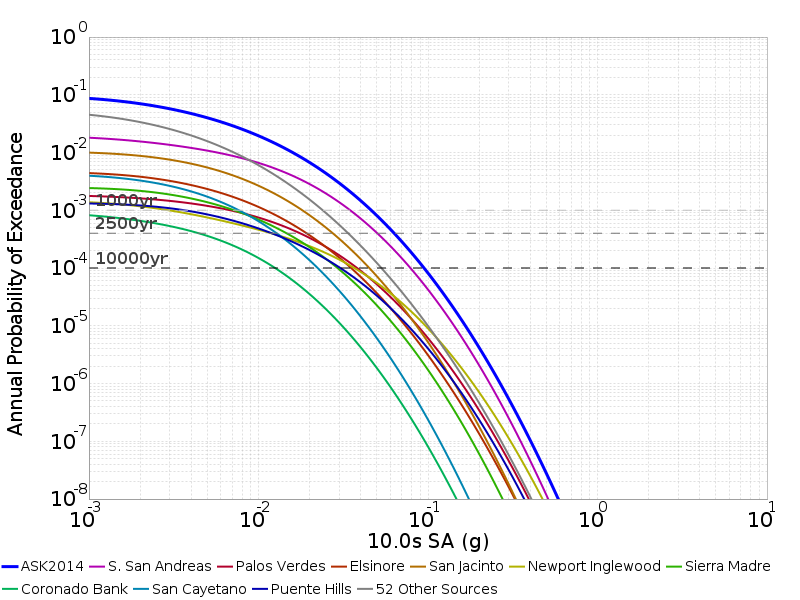 10^0
10^-1
10^-2
10^-3
10^-4
10^-5
10^-6
10^-7
10^-8
Annual Probability of Exceedance
1000yr
2500yr
10000yr
10^-3 10^-2 10^-1 10^0 10^1
10.0s SA (g)
ASK2014 S. San Andreas Palos Verdes Elsinore San Jacinto Newport Inglewood Sierra Madre
Coronado Bank San Cayetano Puente Hills 52 Other Sources